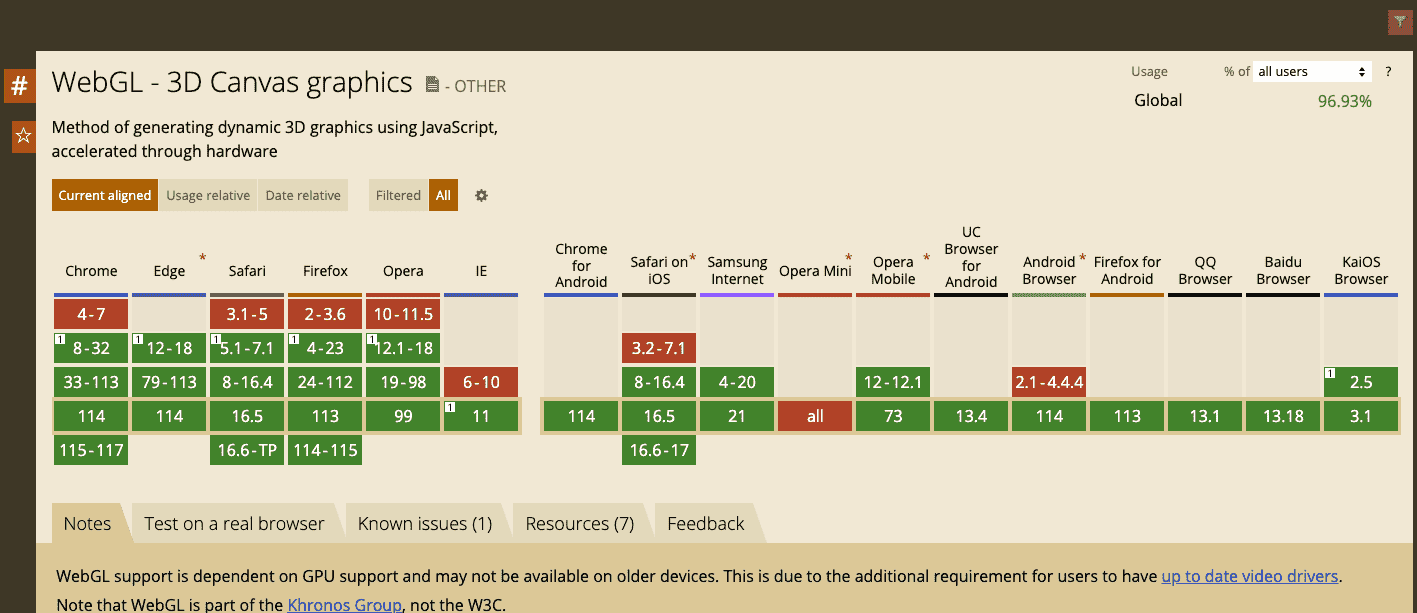 #
WebGL - 3D Canvas graphics - OTHER
Usage % of all users ?
Global 96.93%
Method of generating dynamic 3D graphics using JavaScript,
accelerated through hardware
Current aligned Usage relative Date relative Filtered All
Chrome Edge * Safari Firefox Opera IE
4-7 3.1-5 2-3.6 10-11.5
1 8-32 1 12-18 1 5.1-7.1 1 4-23 1 12.1-18
33-113 79-113 8-16.4 24-112 19-98 6-10
114 114 16.5 113 99 1 11
115-117 16.6-TP 114-115
Chrome for Android Safari on iOS * Samsung Internet Opera Mini * Opera Mobile * UC Browser for Android Android Browser * Firefox for Android QQ Browser Baidu Browser KaiOS Browser
3.2-7.1
8-16.4 4-20 12-12.1 2.1-4.4.4 1 2.5
114 16.5 21 all 73 13.4 114 113 13.1 13.18 3.1
16.6-17
Notes Test on a real browser Known issues (1) Resources (7) Feedback
WebGL support is dependent on GPU support and may not be available on older devices. This is due to the additional requirement for users to have up to date video drivers.
Note that WebGL is part of the Khronos Group, not the W3C.